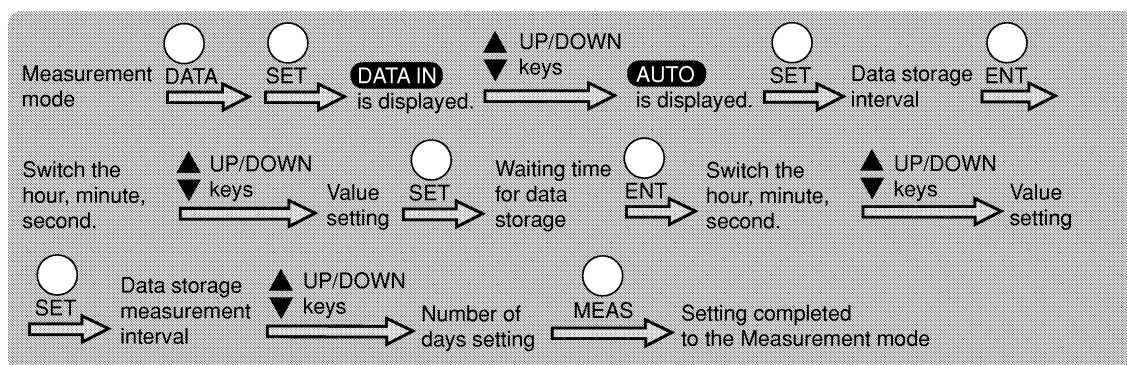 Measurement mode
DATA
SET
DATA IN
is displayed.
▲ UP/DOWN
▼ keys
AUTO
is displayed.
SET
Data storage
interval
ENT
Switch the
hour, minute,
second.
▲ UP/DOWN
▼ keys
Value
setting
SET
Waiting time
for data
storage
ENT
Switch the
hour, minute,
second.
▲ UP/DOWN
▼ keys
Value
setting
SET
Data storage
measurement
interval
▲ UP/DOWN
▼ keys
Number of
days setting
MEAS
Setting completed
to the Measurement mode